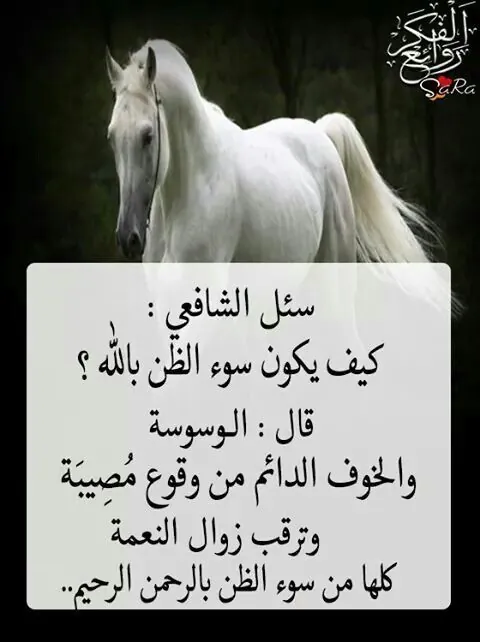 روائع الفكر
SaRa
سئل الشافعي :
كيف يكون سوء الظن بالله ؟
قال : الوسوسة
والخوف الدائم من وقوع مُصِيبَة
وترقب زوال النعمة
كلها من سوء الظن بالرحمن الرحيم..